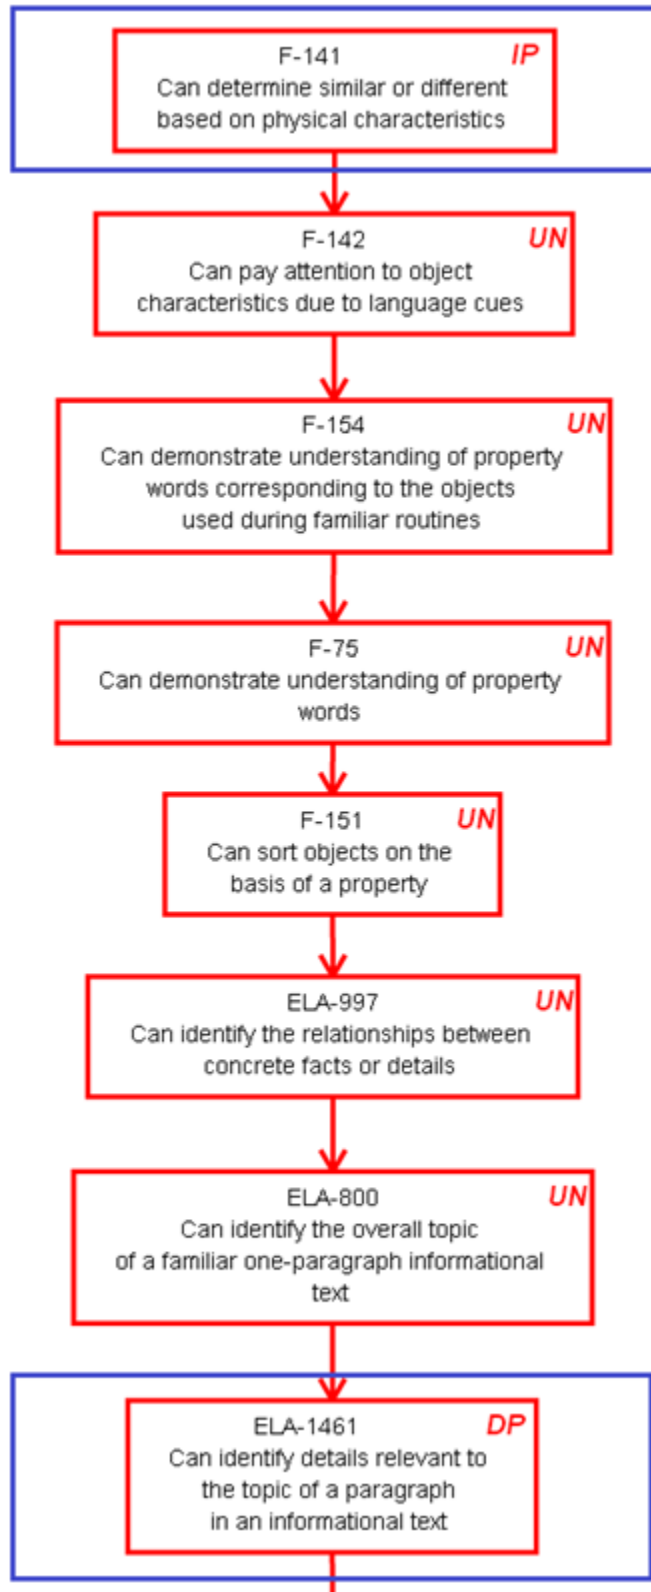 F-141 IP
Can determine similar or different
based on physical characteristics
F-142 UN
Can pay attention to object
characteristics due to language cues
F-154 UN
Can demonstrate understanding of property
words corresponding to the objects
used during familiar routines
F-75 UN
Can demonstrate understanding of property
words
F-151 UN
Can sort objects on the
basis of a property
ELA-997 UN
Can identify the relationships between
concrete facts or details
ELA-800 UN
Can identify the overall topic
of a familiar one-paragraph informational
text
ELA-1461 DP
Can identify details relevant to
the topic of a paragraph
in an informational text